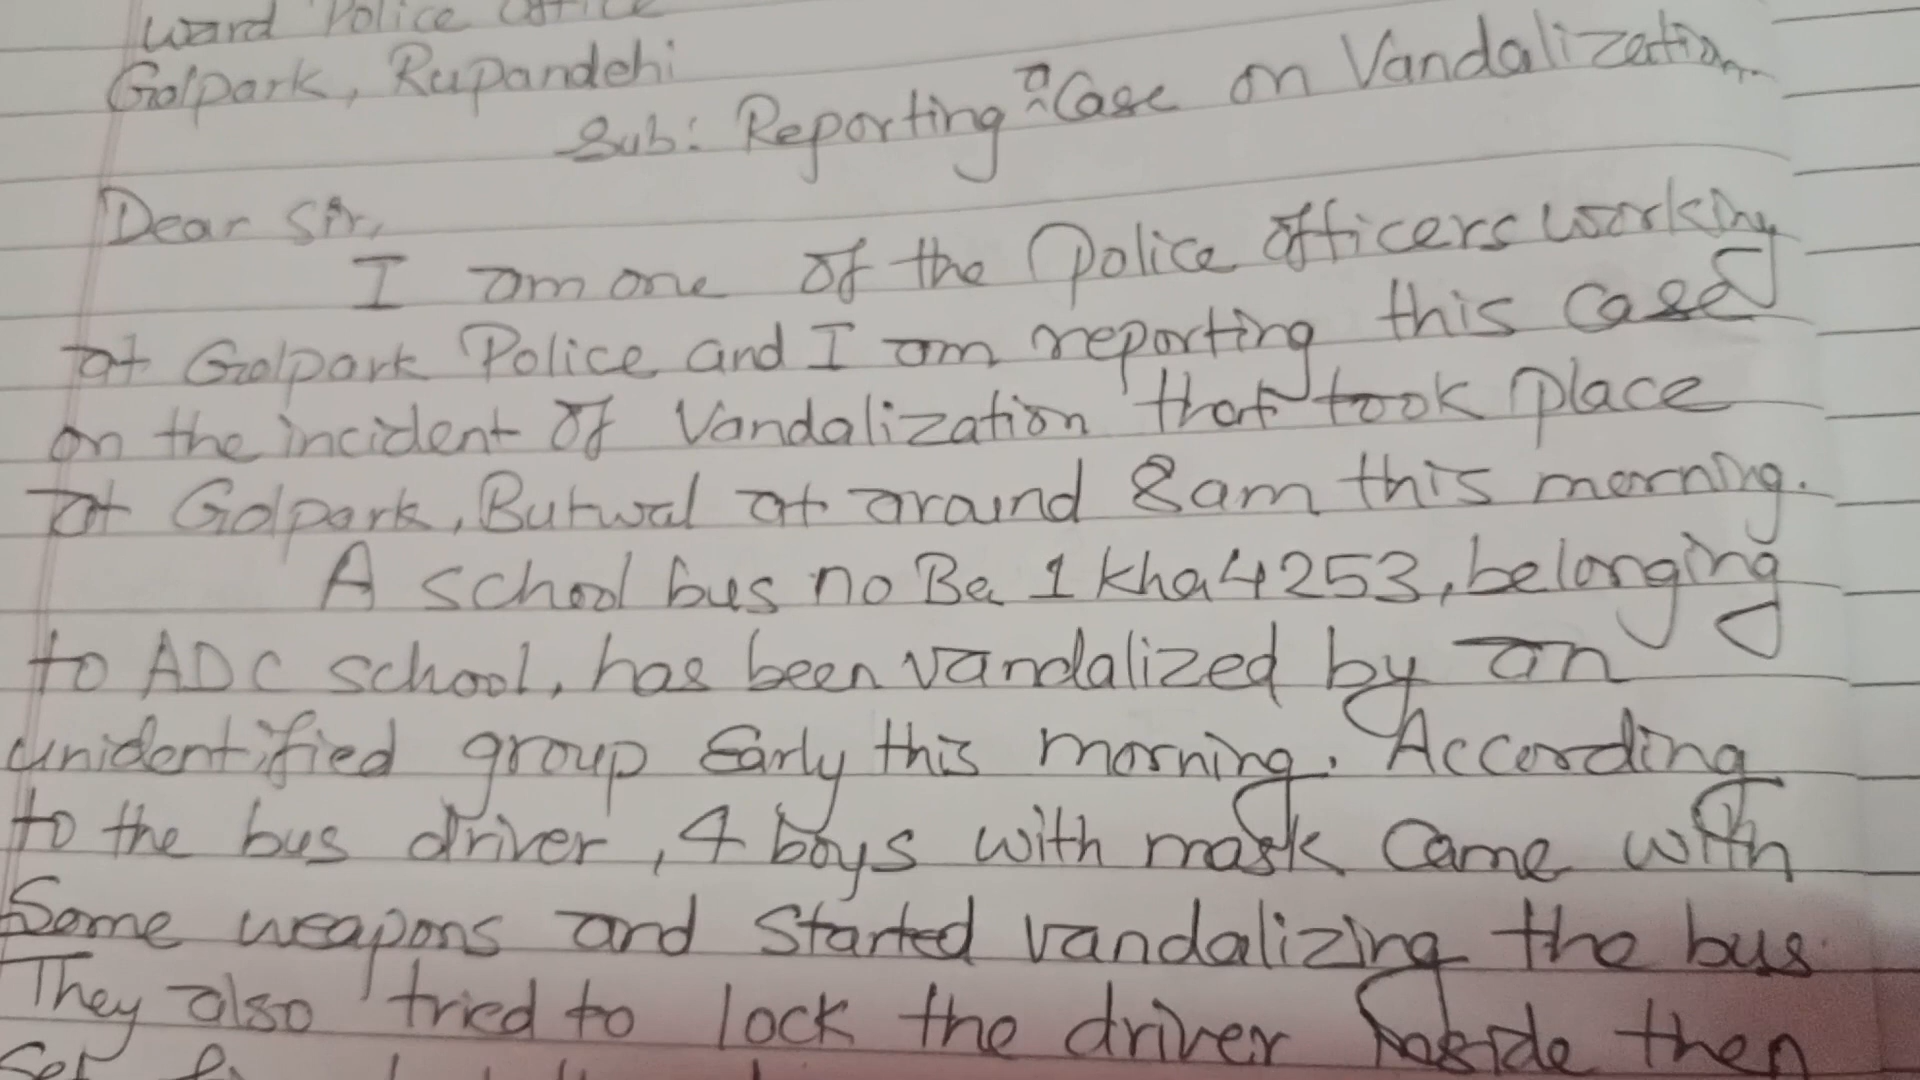 Ward Police Office
Golpark, Rupandehi
Sub: Reporting a Case on Vandalization
Dear Sir,
I am one of the Police Officers working
at Golpark Police and I am reporting this case
on the incident of Vandalization that took place
at Golpark, Butwal at around 8am this morning.
A school bus no Ba 1 kha 4253, belonging
to ADC school, has been vandalized by an
unidentified group early this morning. According
to the bus driver, 4 boys with mask came with
Some weapons and started vandalizing the bus.
They also tried to lock the driver inside then
Set